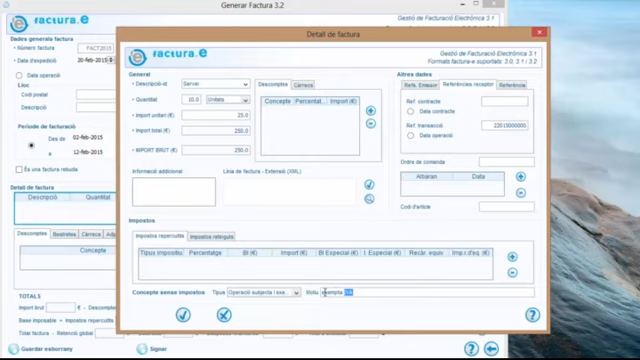 Generar Factura 3.2
factura.e
Gestió de Facturació Electrònica 3.1
Dades generals factura
Número factura FACT2015
Data d'expedició 20-feb-2015
Data operació
Lloc
Codi postal
Descripció
Període de facturació
Des de 02-feb-2015
a 12-feb-2015
És una factura rebuda
Detall de factura
Descripció Quantitat
Descomptes Bestretes Càrrecs
Concepte
TOTALS
Import brut
Base imposable + Impostos repercutits
Total factura - Retenció global
Guardar esborrany
Signar
Detall de factura
factura.e
Gestió de Facturació Electrònica 3.1
Formats factura-e suportats: 3.0, 3.1 i 3.2
General
Descripció-id Servei
Quantitat 10.0 Unitats
Import unitari (€) 25.0
Import total (€) 250.0
IMPORT BRUT (€) 250.0
Descomptes Càrrecs
Concepte Percentat... Import (€)
Altres dades
Refs. Emissor Referències receptor Referència
Ref. contracte
Data contracte
Ref. transacció 22015000000
Data operació
Ordre de comanda
Albaran Data
Codi d'article
Informació addicional
Línia de factura - Extensió (XML)
Impostos
Impostos repercutits Impostos retinguts
Tipus impositiu Percentatge BI (€) Import (€) BI Especial (€) I. Especial (€) Recàr. equiv Imp.r d'eq. (€)
Concepte sense impostos Tipus Operació subjecta i exe... Motiu exempta IVA